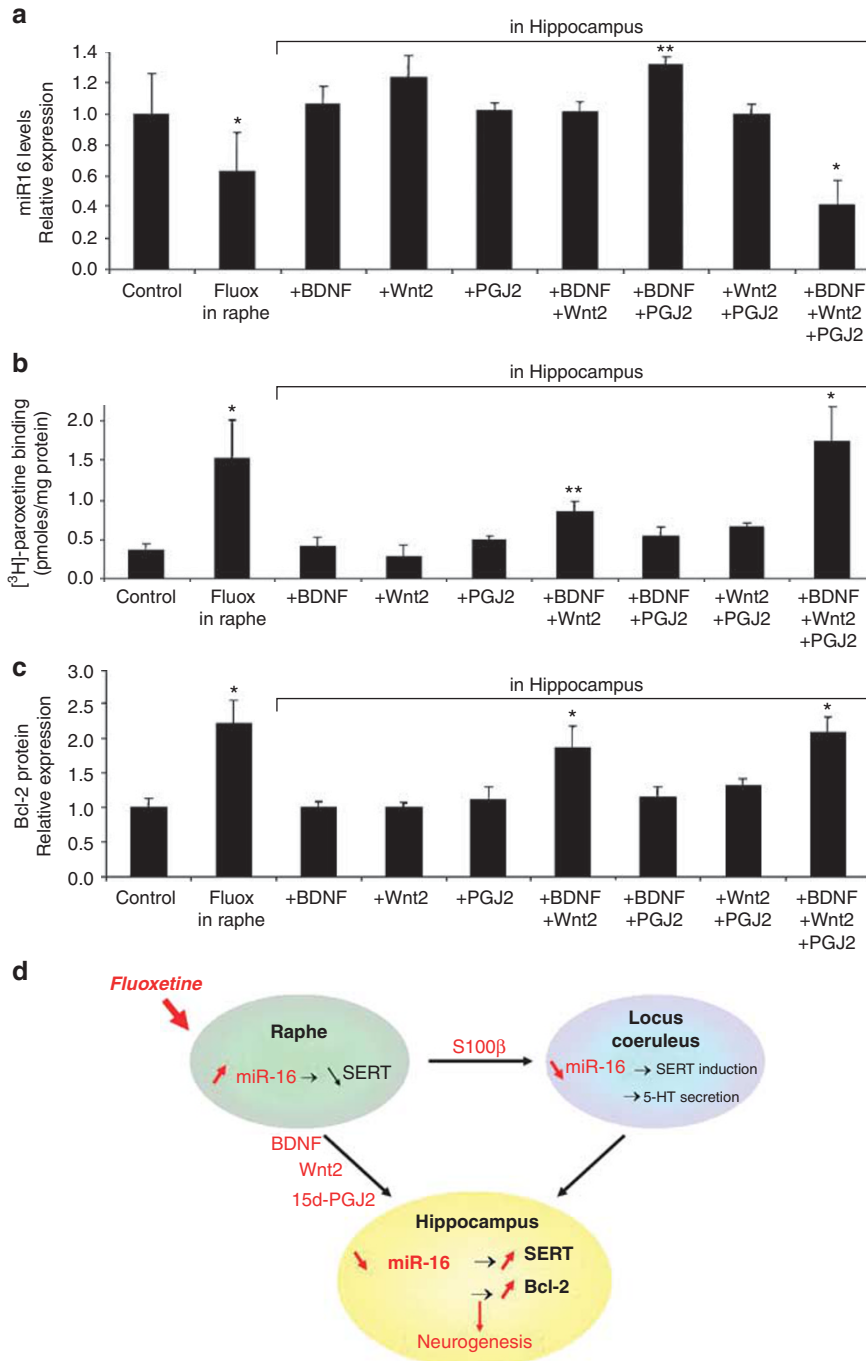 a
in Hippocampus
miR16 levels
Relative expression
1.4
1.2
1.0
0.8
0.6
0.4
0.2
0.0
*
**
*
Control
Fluox
in raphe
+BDNF
+Wnt2
+PGJ2
+BDNF
+Wnt2
+BDNF
+PGJ2
+Wnt2
+PGJ2
+BDNF
+Wnt2
+PGJ2
b
in Hippocampus
[³H]-paroxetine binding
(pmoles/mg protein)
2.0
1.5
1.0
0.5
0.0
*
**
*
Control
Fluox
in raphe
+BDNF
+Wnt2
+PGJ2
+BDNF
+Wnt2
+BDNF
+PGJ2
+Wnt2
+PGJ2
+BDNF
+Wnt2
+PGJ2
c
in Hippocampus
Bcl-2 protein
Relative expression
3.0
2.5
2.0
1.5
1.0
0.5
0.0
*
*
*
Control
Fluox
in raphe
+BDNF
+Wnt2
+PGJ2
+BDNF
+Wnt2
+BDNF
+PGJ2
+Wnt2
+PGJ2
+BDNF
+Wnt2
+PGJ2
d
Fluoxetine
Raphe
miR-16 → SERT
S100β
Locus
coeruleus
miR-16 → SERT induction
→ 5-HT secretion
BDNF
Wnt2
15d-PGJ2
Hippocampus
miR-16 → SERT
→ Bcl-2
Neurogenesis